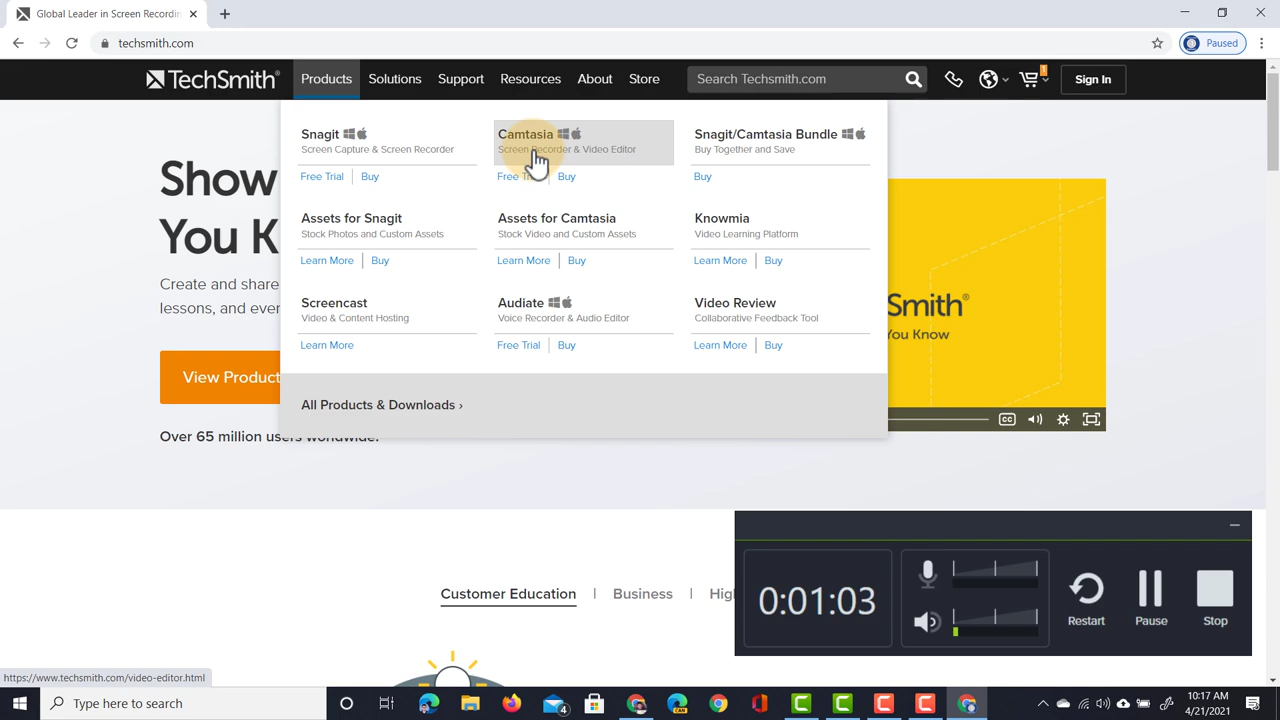 Global Leader in Screen Recordin
techsmith.com
Paused
TechSmith®
Products
Solutions
Support
Resources
About
Store
Search Techsmith.com
1
Sign In
Snagit
Screen Capture & Screen Recorder
Free Trial
Buy
Camtasia
Screen Recorder & Video Editor
Free
Buy
Snagit/Camtasia Bundle
Buy Together and Save
Buy
Assets for Snagit
Stock Photos and Custom Assets
Learn More
Buy
Assets for Camtasia
Stock Video and Custom Assets
Learn More
Buy
Knowmia
Video Learning Platform
Learn More
Buy
Screencast
Video & Content Hosting
Learn More
Audiate
Voice Recorder & Audio Editor
Free Trial
Buy
Video Review
Collaborative Feedback Tool
Learn More
Buy
All Products & Downloads ›
Show
You K
Create and share
lessons, and ever
View Product
Over 65 million users worldwide.
Smith®
You Know
CC
Customer Education
Business
Hig
0:01:03
Restart
Pause
Stop
https://www.techsmith.com/video-editor.html
Type here to search
4
CAN
10:17 AM
4/21/2021